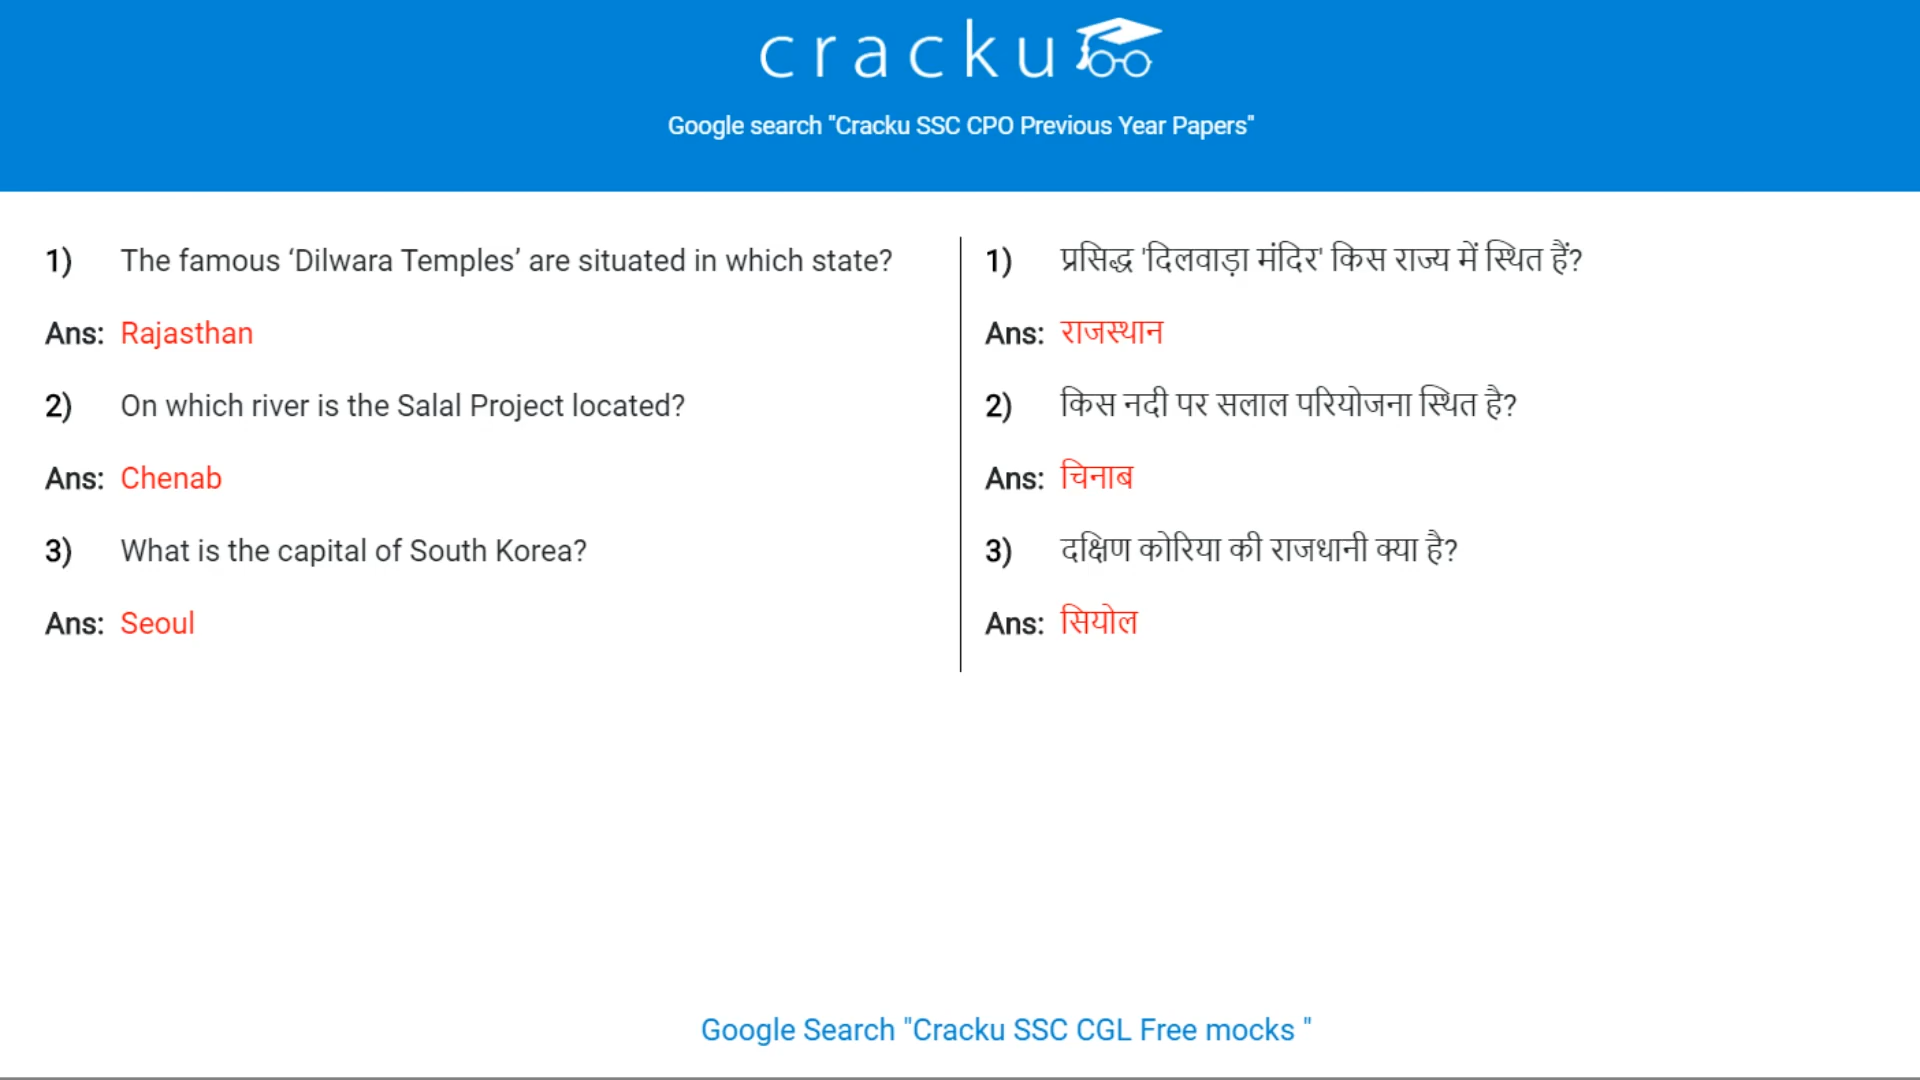 cracku
Google search "Cracku SSC CPO Previous Year Papers"
1) The famous ‘Dilwara Temples’ are situated in which state?
Ans: Rajasthan
2) On which river is the Salal Project located?
Ans: Chenab
3) What is the capital of South Korea?
Ans: Seoul
1) प्रसिद्ध 'दिलवाड़ा मंदिर' किस राज्य में स्थित हैं?
Ans: राजस्थान
2) किस नदी पर सलाल परियोजना स्थित है?
Ans: चिनाब
3) दक्षिण कोरिया की राजधानी क्या है?
Ans: सियोल
Google Search "Cracku SSC CGL Free mocks "